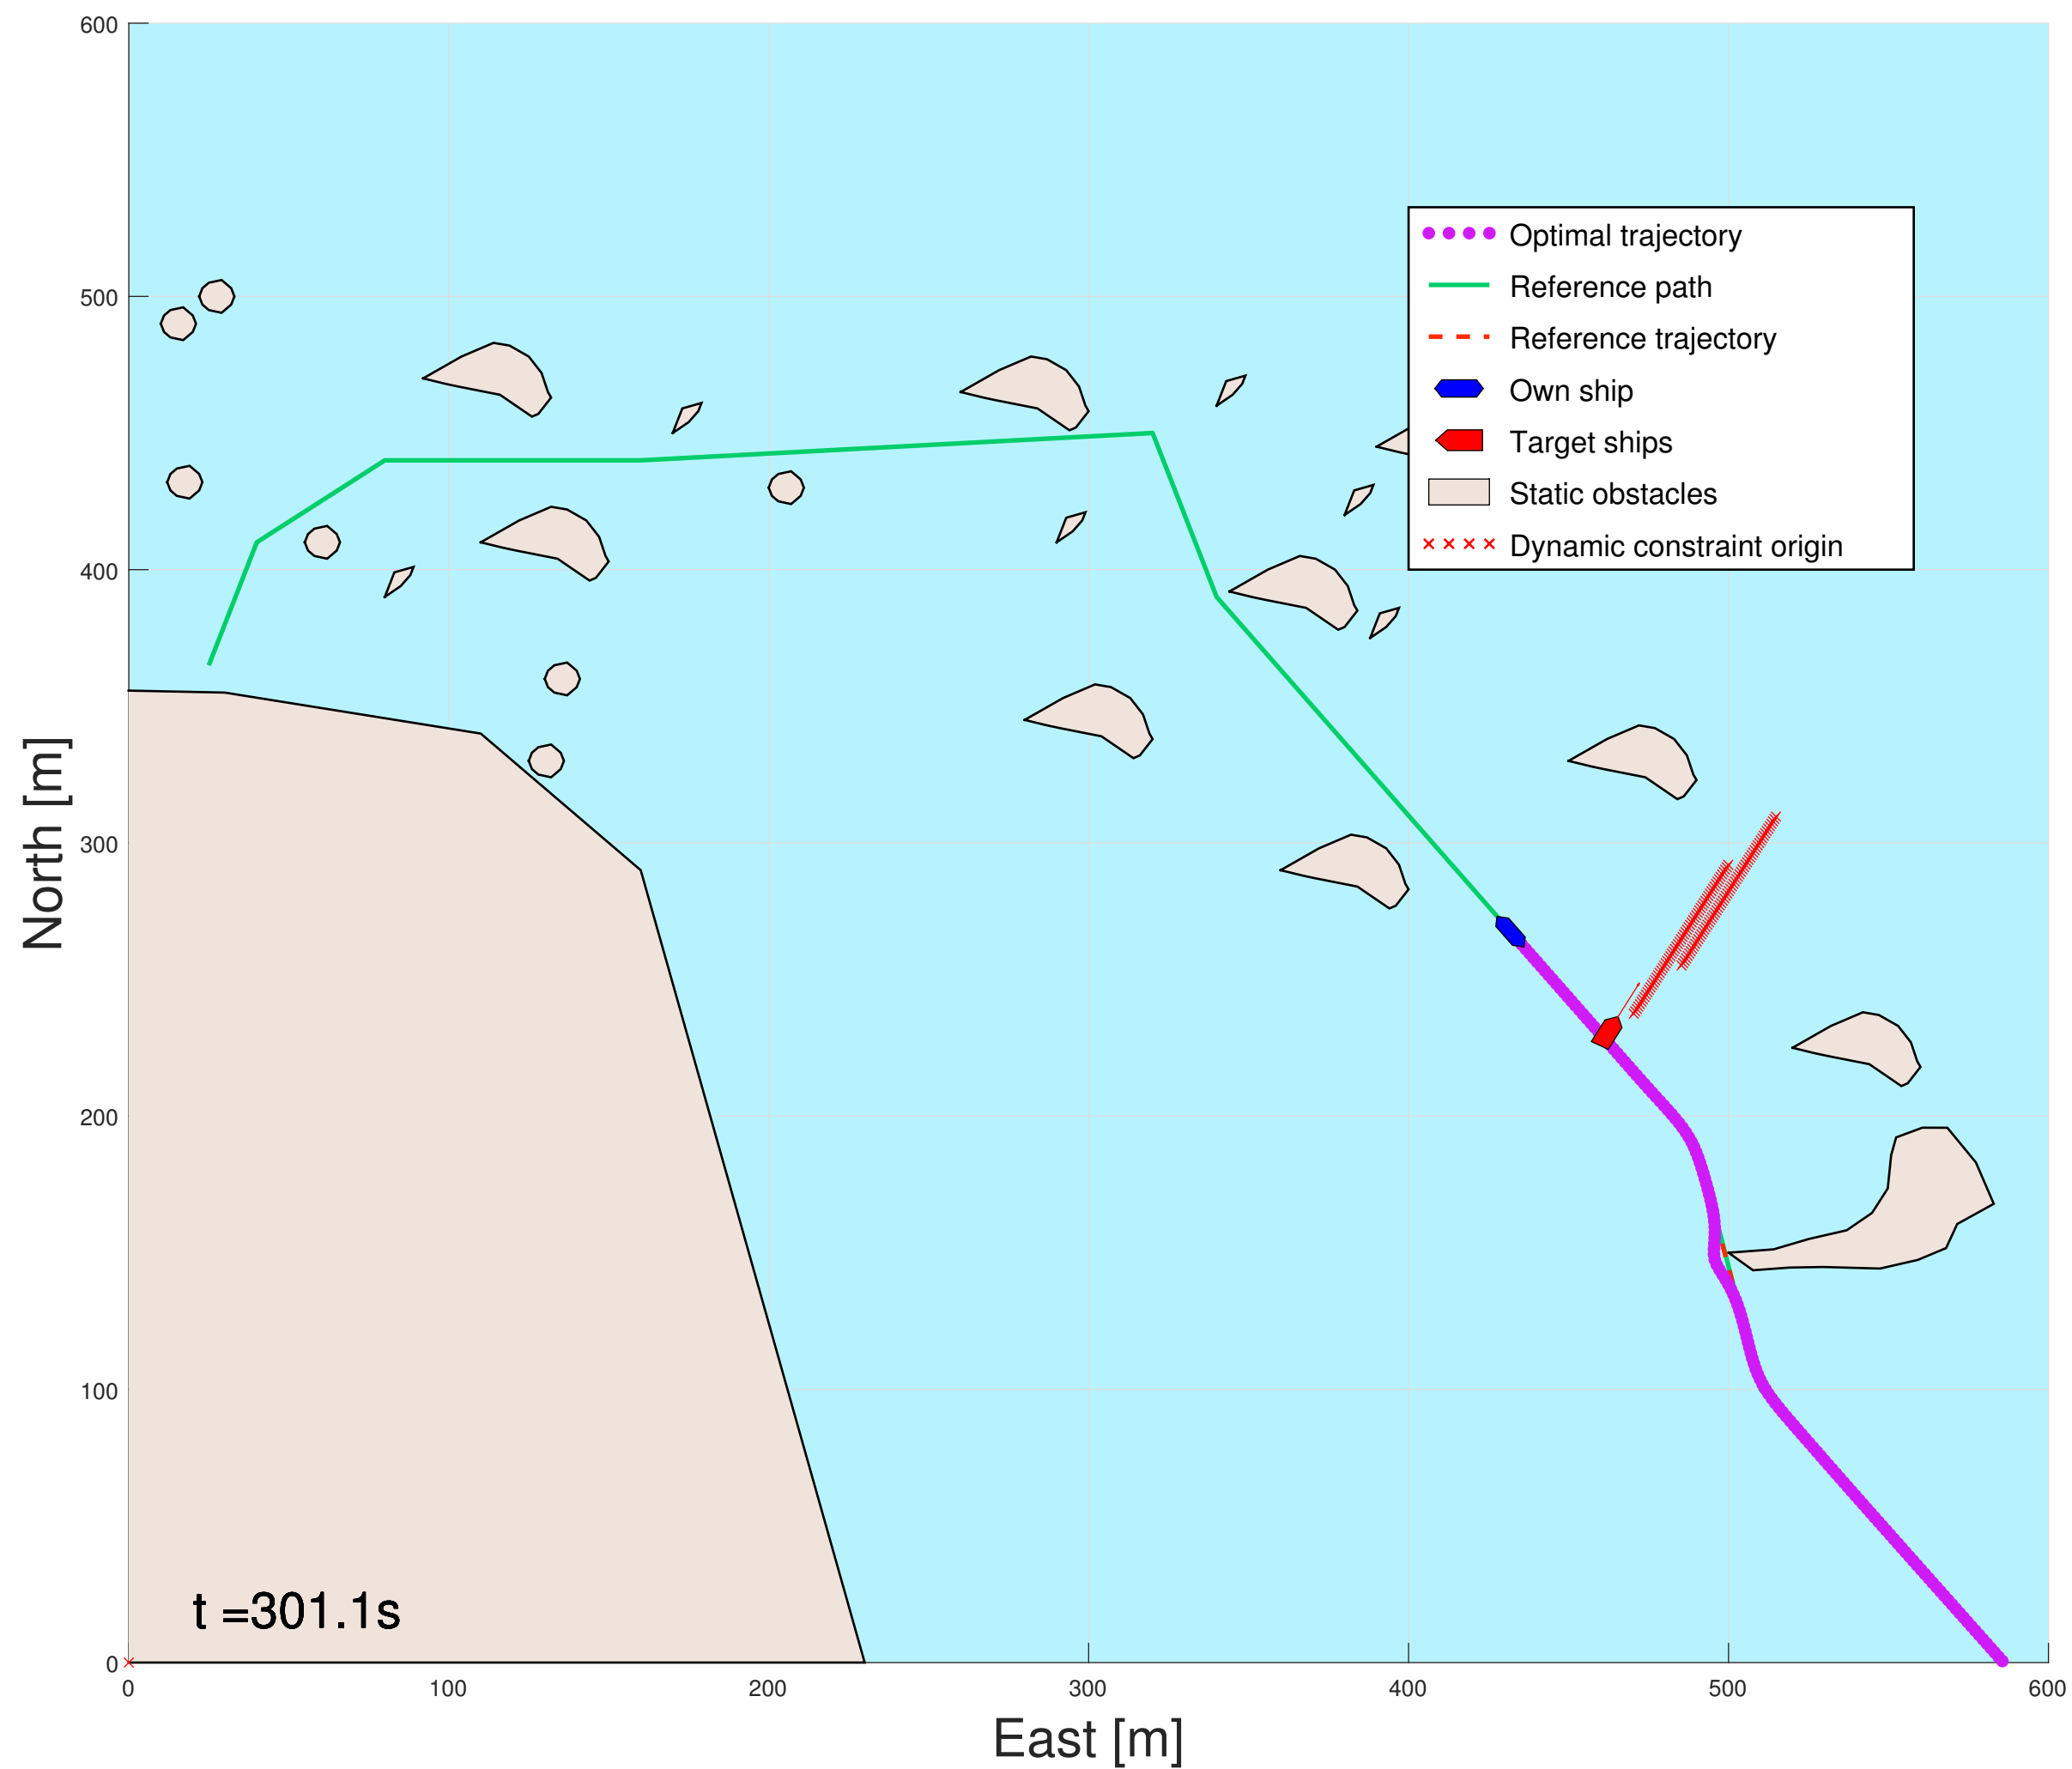 600
500
400
300
200
100
0
North [m]
Optimal trajectory
Reference path
Reference trajectory
Own ship
Target ships
Static obstacles
Dynamic constraint origin
t =301.1s
0 100 200 300 400 500 600
East [m]